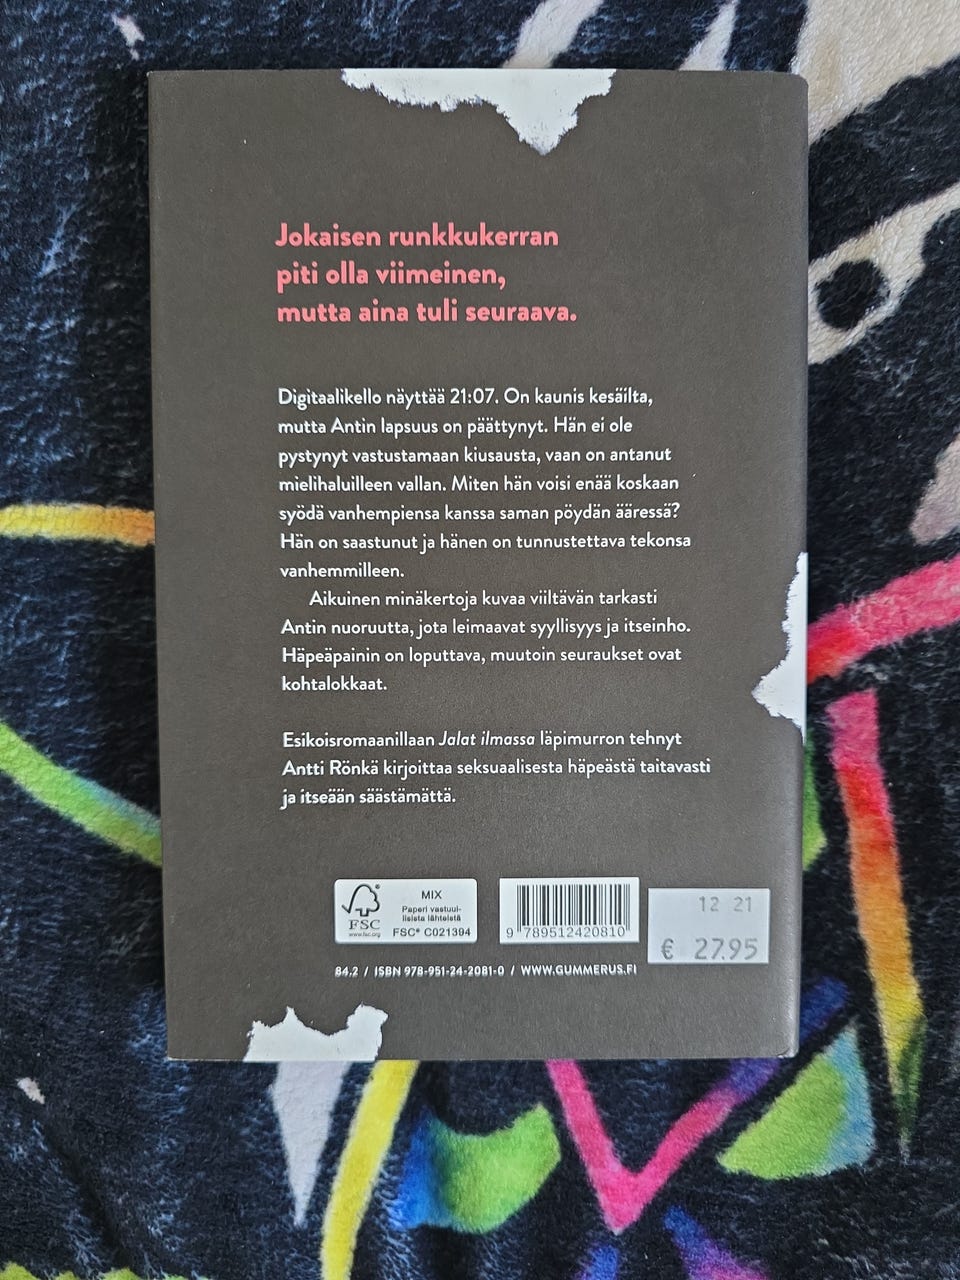 Jokaisen runkkukerran
piti olla viimeinen,
mutta aina tuli seuraava.
Digitaalikello näyttää 21:07. On kaunis kesäilta,
mutta Antin lapsuus on päättynyt. Hän ei ole
pystynyt vastustamaan kiusausta, vaan on antanut
mielihaluilleen vallan. Miten hän voisi enää koskaan
syödä vanhempiensa kanssa saman pöydän ääressä?
Hän on saastunut ja hänen on tunnustettava tekonsa
vanhemmilleen.
Aikuinen minäkertoja kuvaa viiltävän tarkasti
Antin nuoruutta, jota leimaavat syyllisyys ja itseinho.
Häpeäpainin on loputtava, muutoin seuraukset ovat
kohtalokkaat.
Esikoisromaanillaan Jalat ilmassa läpimurron tehnyt
Antti Rönkä kirjoittaa seksuaalisesta häpeästä taitavasti
ja itseään säästämättä.
FSC
www.fsc.org
MIX
Paperi vastuul-
lisista lähteistä
FSC® C021394
9 789512 420810
12 21
€ 27.95
84.2 / ISBN 978-951-24-2081-0 / WWW.GUMMERUS.FI